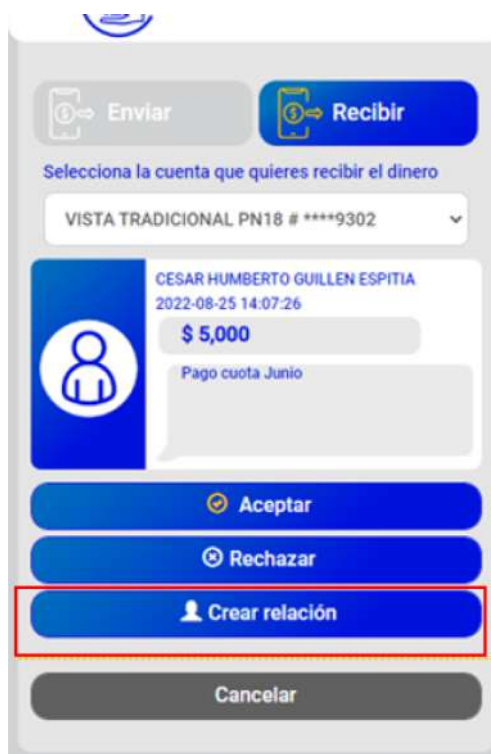 Enviar
Recibir
Selecciona la cuenta que quieres recibir el dinero
VISTA TRADICIONAL PN18 # ****9302
CESAR HUMBERTO GUILLEN ESPITIA
2022-08-25 14:07:26
$ 5,000
Pago cuota Junio
Aceptar
Rechazar
Crear relación
Cancelar